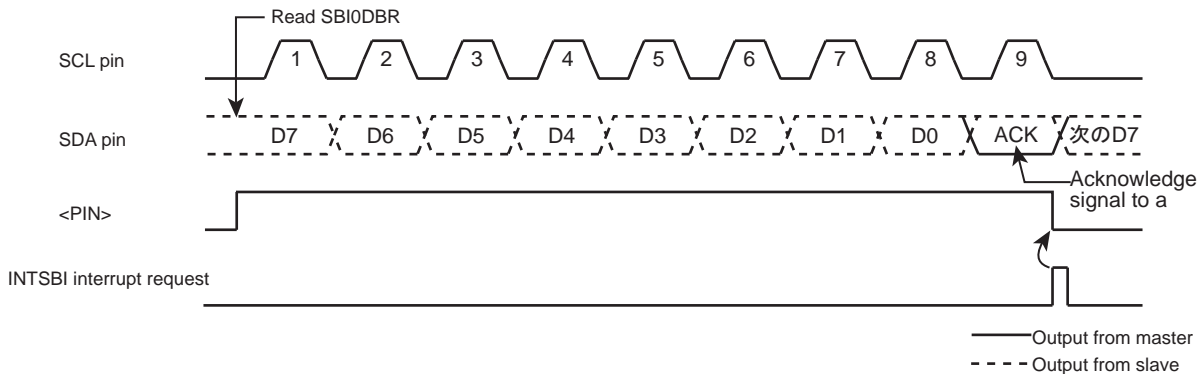 Read SBI0DBR
SCL pin
1 2 3 4 5 6 7 8 9
SDA pin
D7 D6 D5 D4 D3 D2 D1 D0 ACK 次のD7
Acknowledge
signal to a
<PIN>
INTSBI interrupt request
Output from master
Output from slave